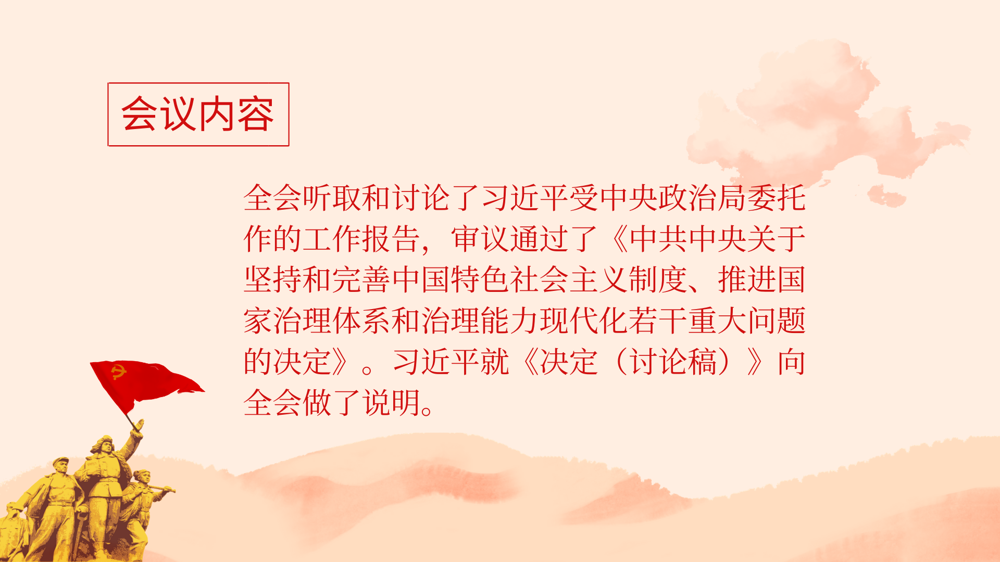 会议内容
全会听取和讨论了习近平受中央政治局委托
作的工作报告，审议通过了《中共中央关于
坚持和完善中国特色社会主义制度、推进国
家治理体系和治理能力现代化若干重大问题
的决定》。习近平就《决定（讨论稿）》向
全会做了说明。